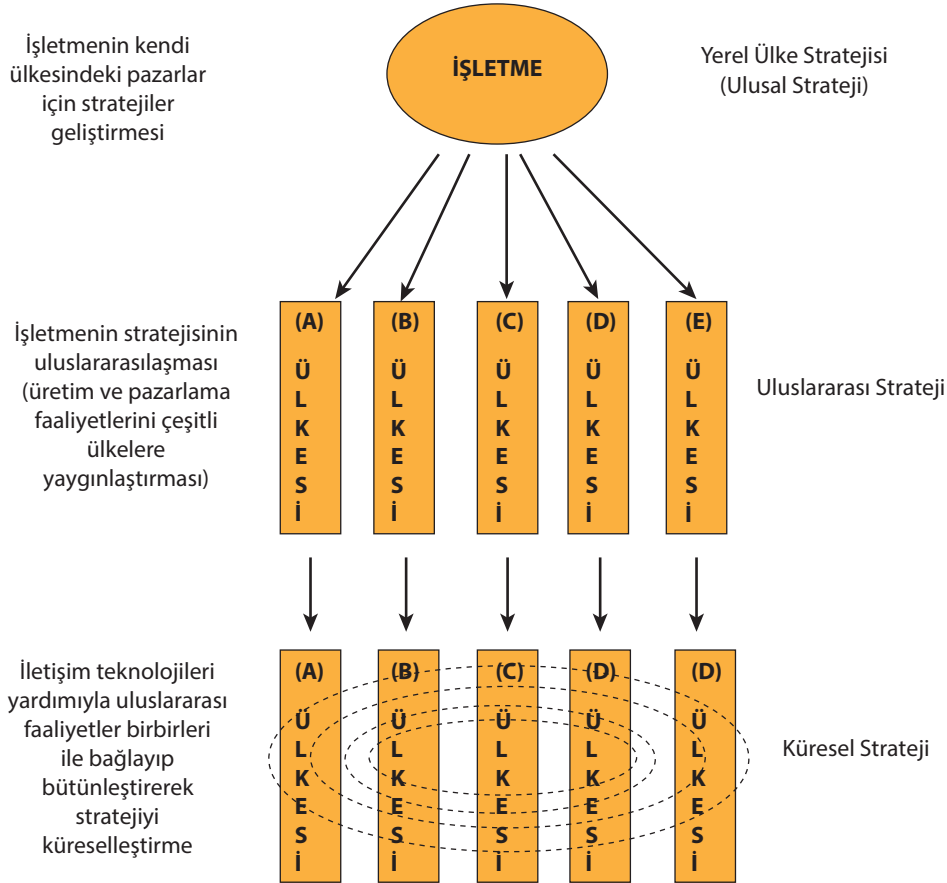 İşletmenin kendi
ülkesindeki pazarlar
için stratejiler
geliştirmesi
İŞLETME
Yerel Ülke Stratejisi
(Ulusal Strateji)
İşletmenin stratejisinin
uluslararasılaşması
(üretim ve pazarlama
faaliyetlerini çeşitli
ülkelere
yaygınlaştırması)
(A)
Ü
L
K
E
S
İ
(B)
Ü
L
K
E
S
İ
(C)
Ü
L
K
E
S
İ
(D)
Ü
L
K
E
S
İ
(E)
Ü
L
K
E
S
İ
Uluslararası Strateji
İletişim teknolojileri
yardımıyla uluslararası
faaliyetler birbirleri
ile bağlayıp
bütünleştirerek
stratejiyi
küreselleştirme
(A)
Ü
L
K
E
S
İ
(B)
Ü
L
K
E
S
İ
(C)
Ü
L
K
E
S
İ
(D)
Ü
L
K
E
S
İ
(D)
Ü
L
K
E
S
İ
Küresel Strateji